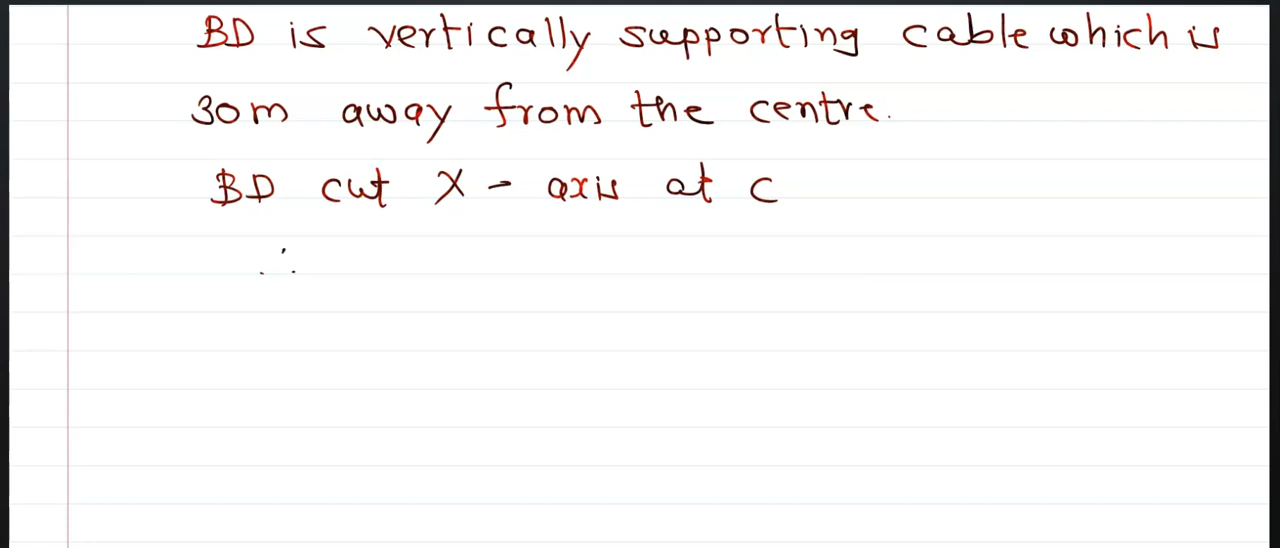 BD is vertically supporting cable which is
30m away from the centre.
BD cut X - axis at c
∴